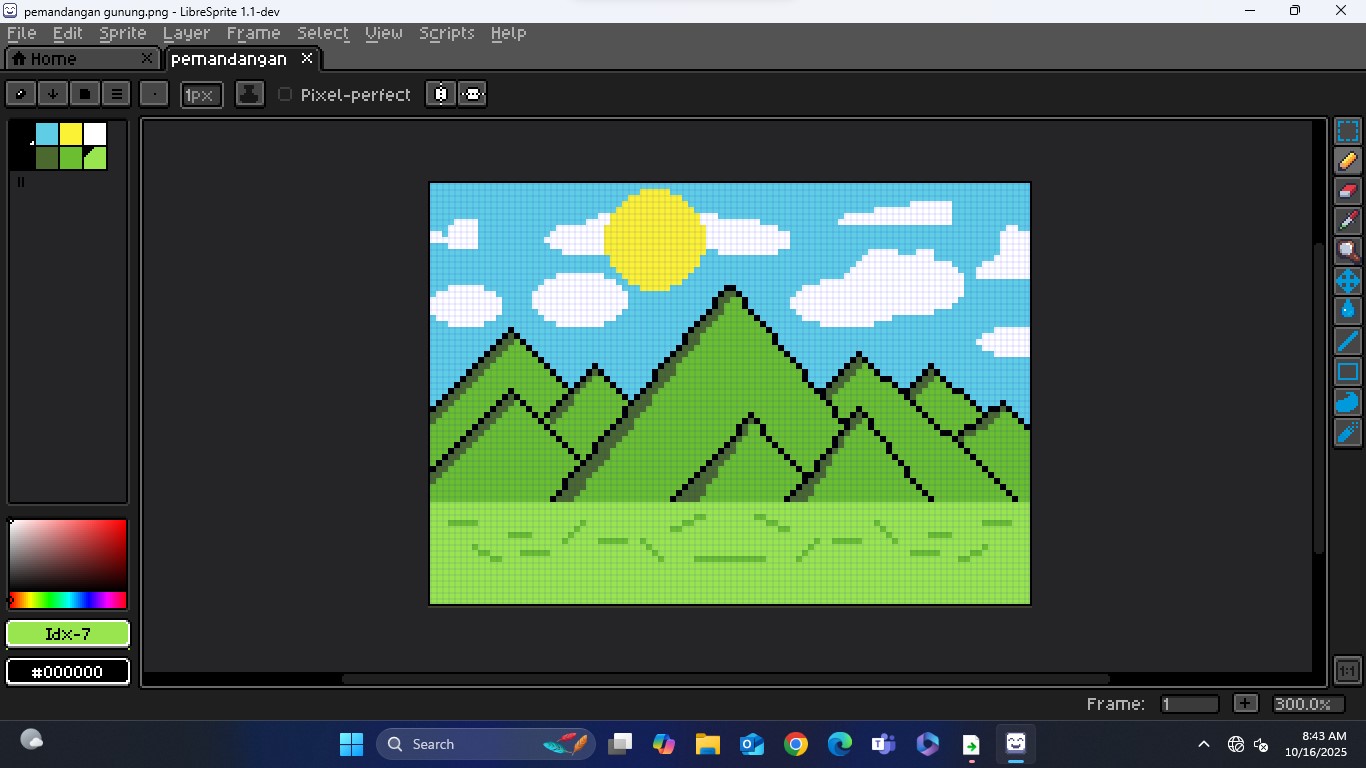 pemandangan gunung.png - LibreSprite 1.1-dev
File Edit Sprite Layer Frame Select View Scripts Help
Home
pemandangan
1px
Pixel-perfect
Idx-7
#000000
1:1
Frame: 1
+
300.0%
Search
8:43 AM
10/16/2025